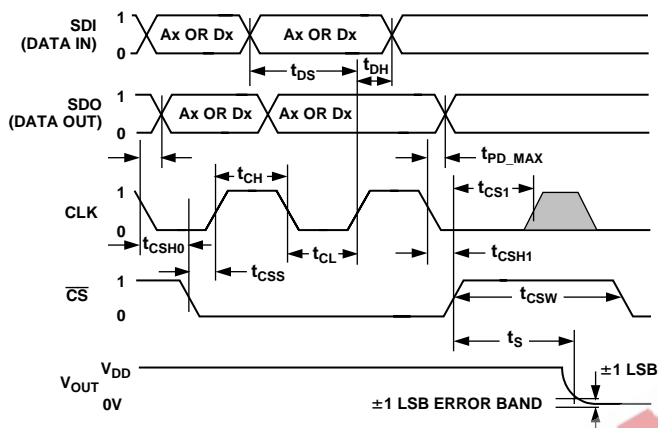 SDI
(DATA IN)
1
0
Ax OR Dx
Ax OR Dx
tDS
tDH
SDO
(DATA OUT)
1
0
Ax OR Dx
Ax OR Dx
tPD_MAX
tCH
tCS1
CLK
1
0
tCSH0
tCSS
tCL
tCSH1
CS
1
0
tCSW
tS
VOUT
VDD
0V
±1 LSB
±1 LSB ERROR BAND